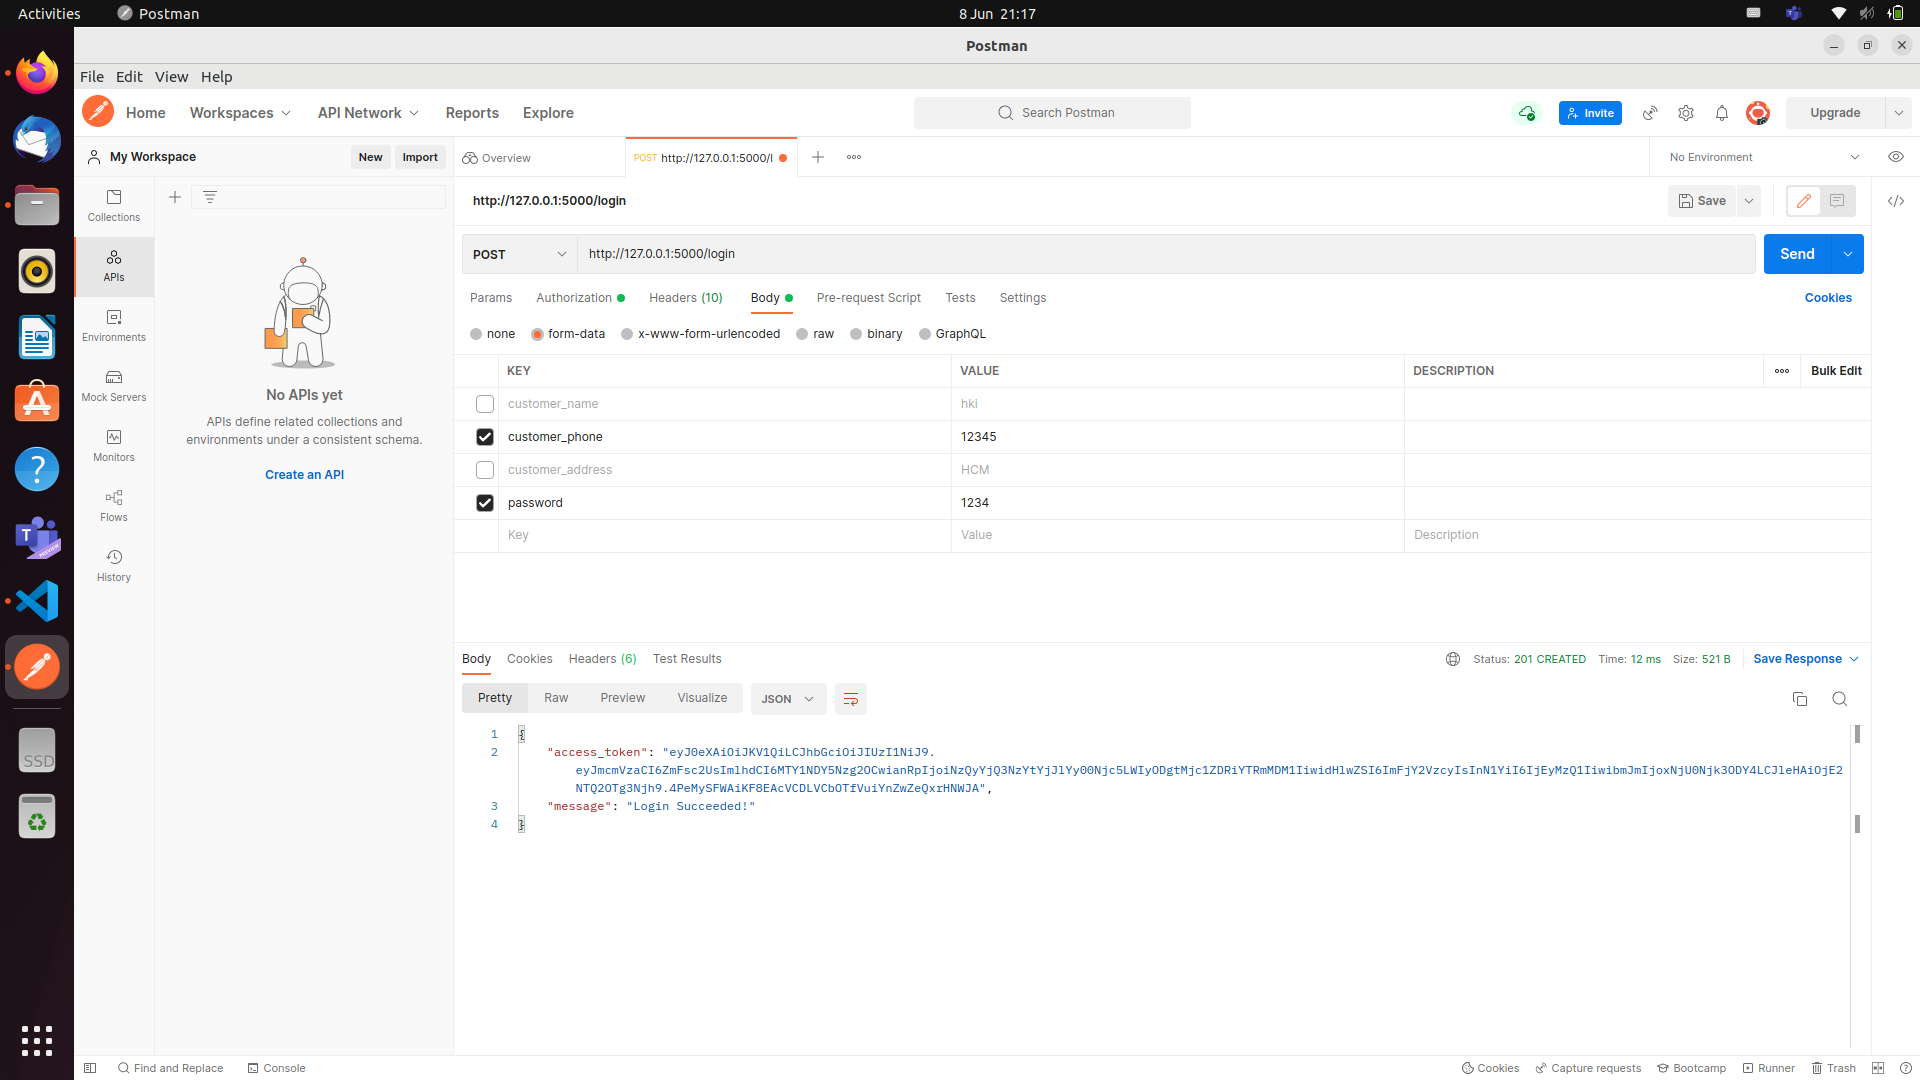 Activities
Postman
8 Jun 21:17
Postman
File Edit View Help
Home
Workspaces
API Network
Reports
Explore
Search Postman
Invite
Upgrade
My Workspace
New
Import
Overview
POST http://127.0.0.1:5000/l
No Environment
Collections
APIs
Environments
Mock Servers
Monitors
Flows
History
No APIs yet
APIs define related collections and
environments under a consistent schema.
Create an API
http://127.0.0.1:5000/login
Save
POST
http://127.0.0.1:5000/login
Send
Params
Authorization
Headers (10)
Body
Pre-request Script
Tests
Settings
Cookies
none
form-data
x-www-form-urlencoded
raw
binary
GraphQL
KEY VALUE DESCRIPTION
Bulk Edit
customer_name hki
customer_phone 12345
customer_address HCM
password 1234
Key Value Description
Body
Cookies
Headers (6)
Test Results
Status: 201 CREATED
Time: 12 ms
Size: 521 B
Save Response
Pretty
Raw
Preview
Visualize
JSON
1 {
2 "access_token": "eyJ0eXAiOiJKV1QiLCJhbGciOiJIUzI1NiJ9.
eyJmcmVzaCI6ZmFsc2UsImlhdCI6MTY1NDY5Nzg2OCwianRpIjoiNzQyYjQ3NzYtYjJlYy00Njc5LWIyODgtMjc1ZDRiYTRmMDM1IiwidHlwZSI6ImFjY2VzcyIsInN1YiI6IjEyMzQ1IiwibmJmIjoxNjU0Njk3ODY4LCJleHAiOjE2
NTQ2OTg3Njh9.4PeMySFWAiKF8EAcVCDLVCbOTfVuiYnZwZeQxrHNWJA",
3 "message": "Login Succeeded!"
4 }
SSD
Find and Replace
Console
Cookies
Capture requests
Bootcamp
Runner
Trash